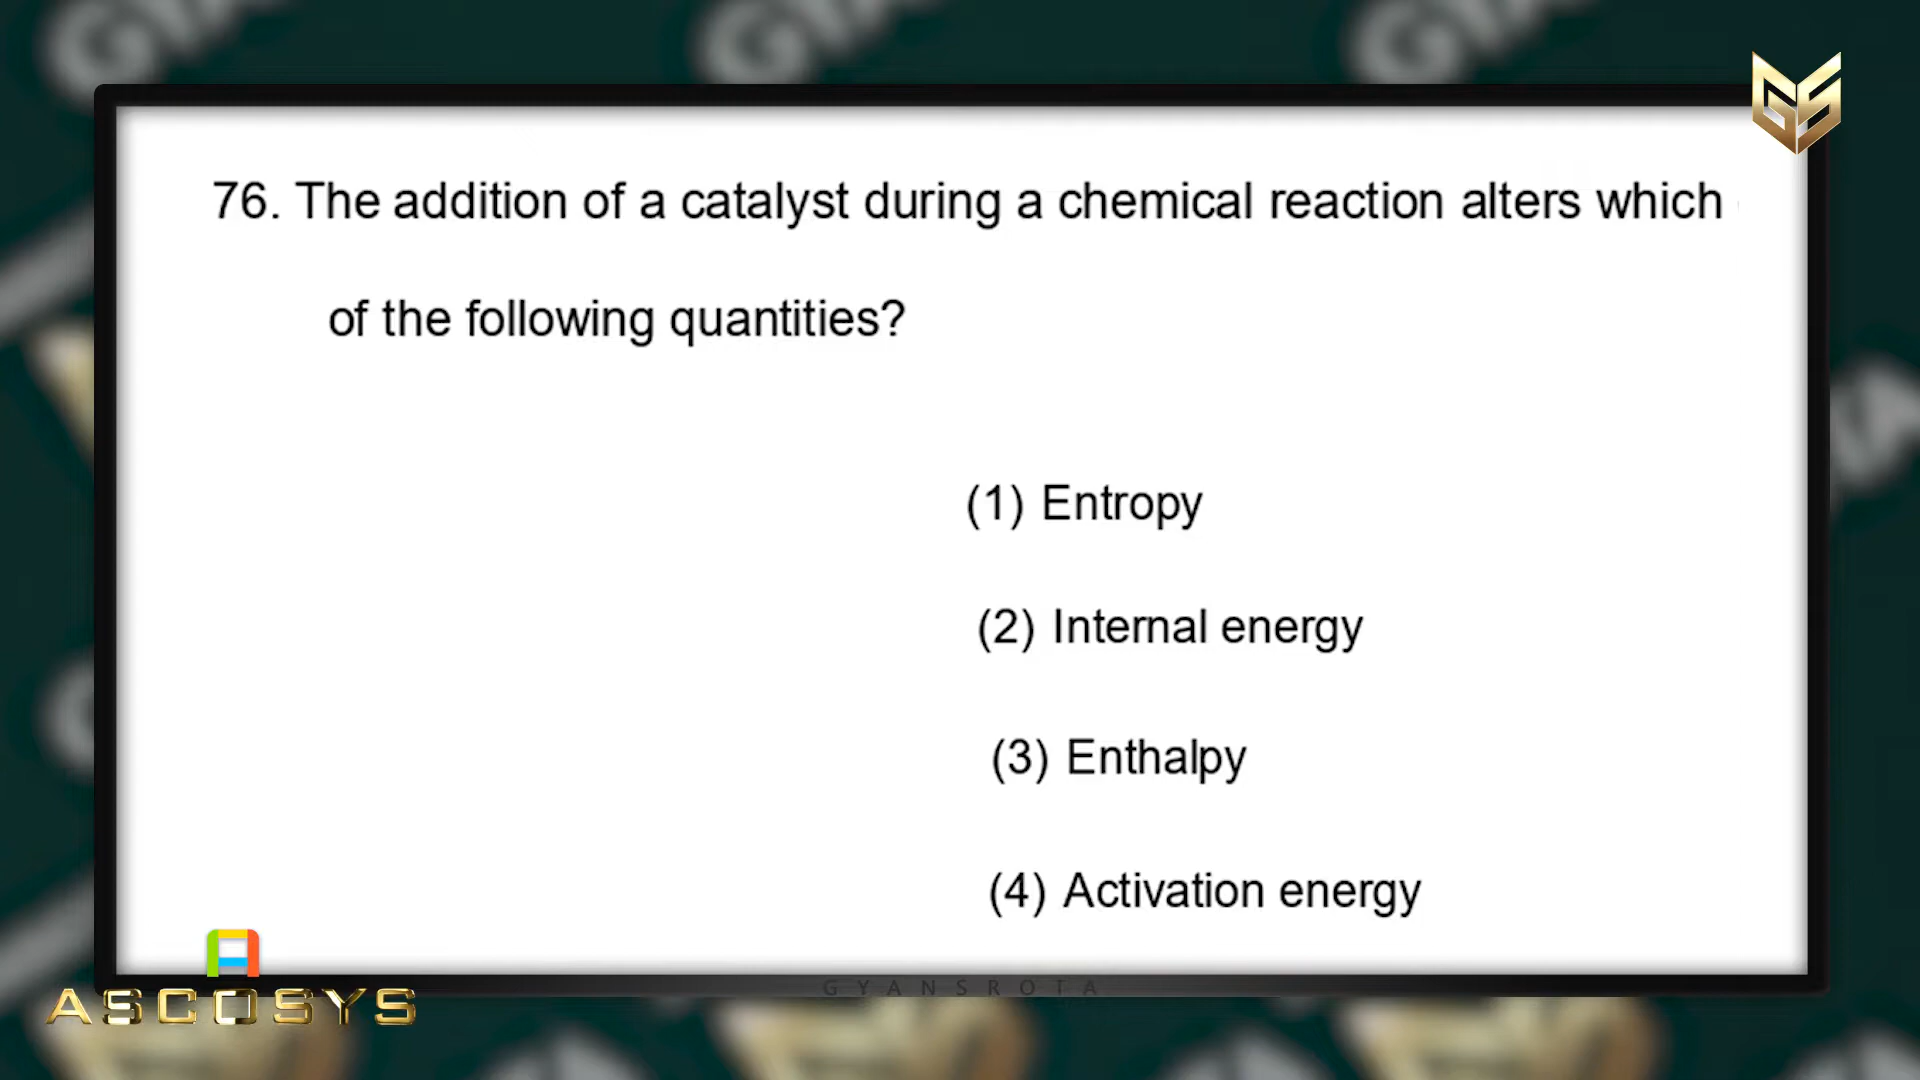 76. The addition of a catalyst during a chemical reaction alters which
of the following quantities?
(1) Entropy
(2) Internal energy
(3) Enthalpy
(4) Activation energy
ASCOSYS
GYANSROTA